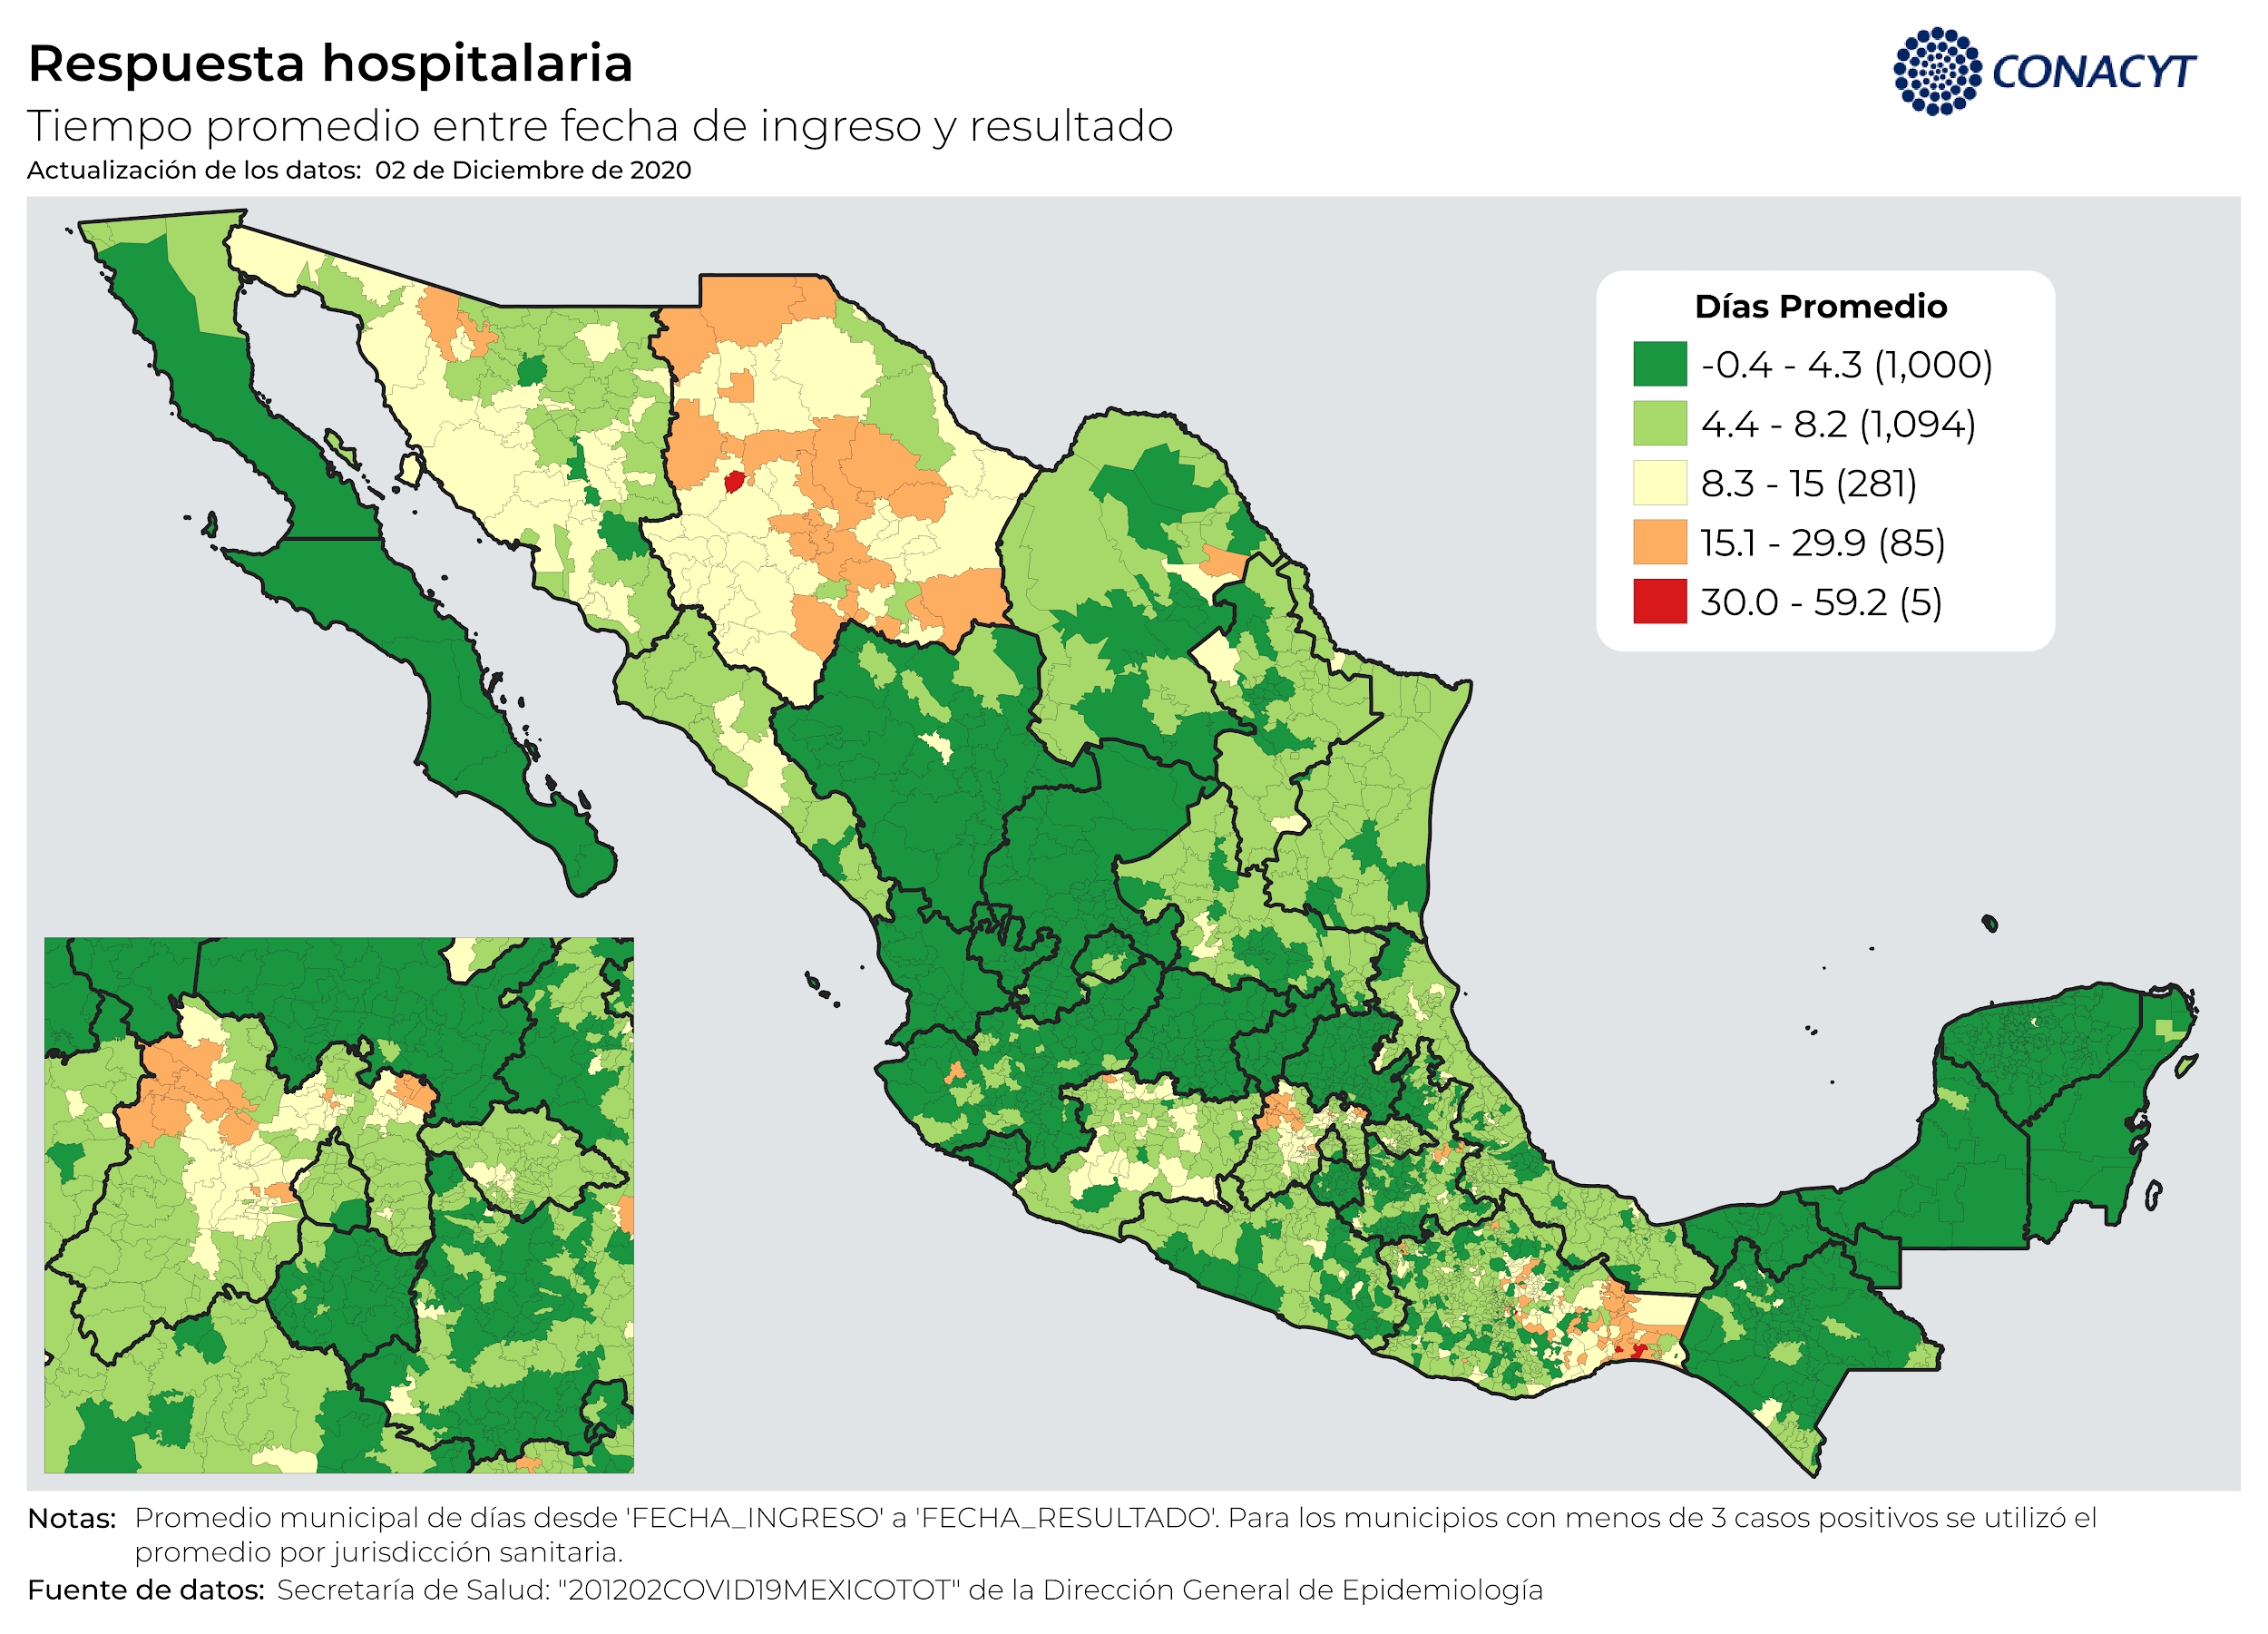 Respuesta hospitalaria
CONACYT
Tiempo promedio entre fecha de ingreso y resultado
Actualización de los datos: 02 de Diciembre de 2020
Días Promedio
-0.4 - 4.3 (1,000)
4.4 - 8.2 (1,094)
8.3 - 15 (281)
15.1 - 29.9 (85)
30.0 - 59.2 (5)
Notas: Promedio municipal de días desde 'FECHA_INGRESO' a 'FECHA_RESULTADO'. Para los municipios con menos de 3 casos positivos se utilizó el
promedio por jurisdicción sanitaria.
Fuente de datos: Secretaría de Salud: "201202COVID19MEXICOTOT" de la Dirección General de Epidemiología